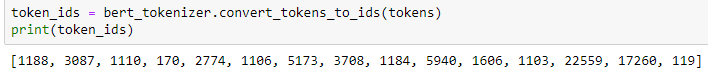 token_ids = bert_tokenizer.convert_tokens_to_ids(tokens)
print(token_ids)
[1188, 3087, 1110, 170, 2774, 1106, 5173, 3708, 1184, 5940, 1606, 1103, 22559, 17260, 119]